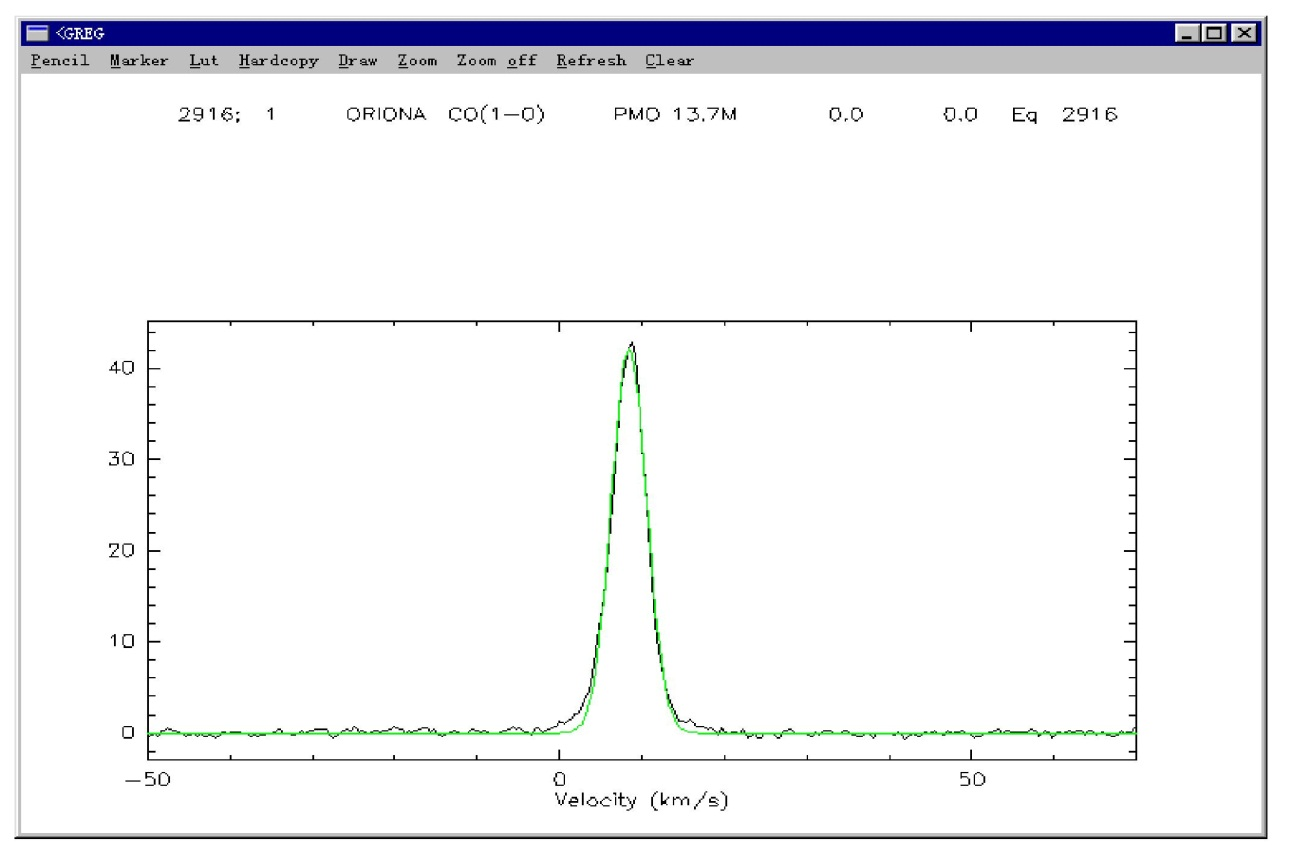 <GREG
Pencil Marker Lut Hardcopy Draw Zoom Zoom off Refresh Clear
2916; 1 ORIONA CO(1-0) PMO 13.7M 0.0 0.0 Eq 2916
40
30
20
10
0
-50 0 50
Velocity (km/s)